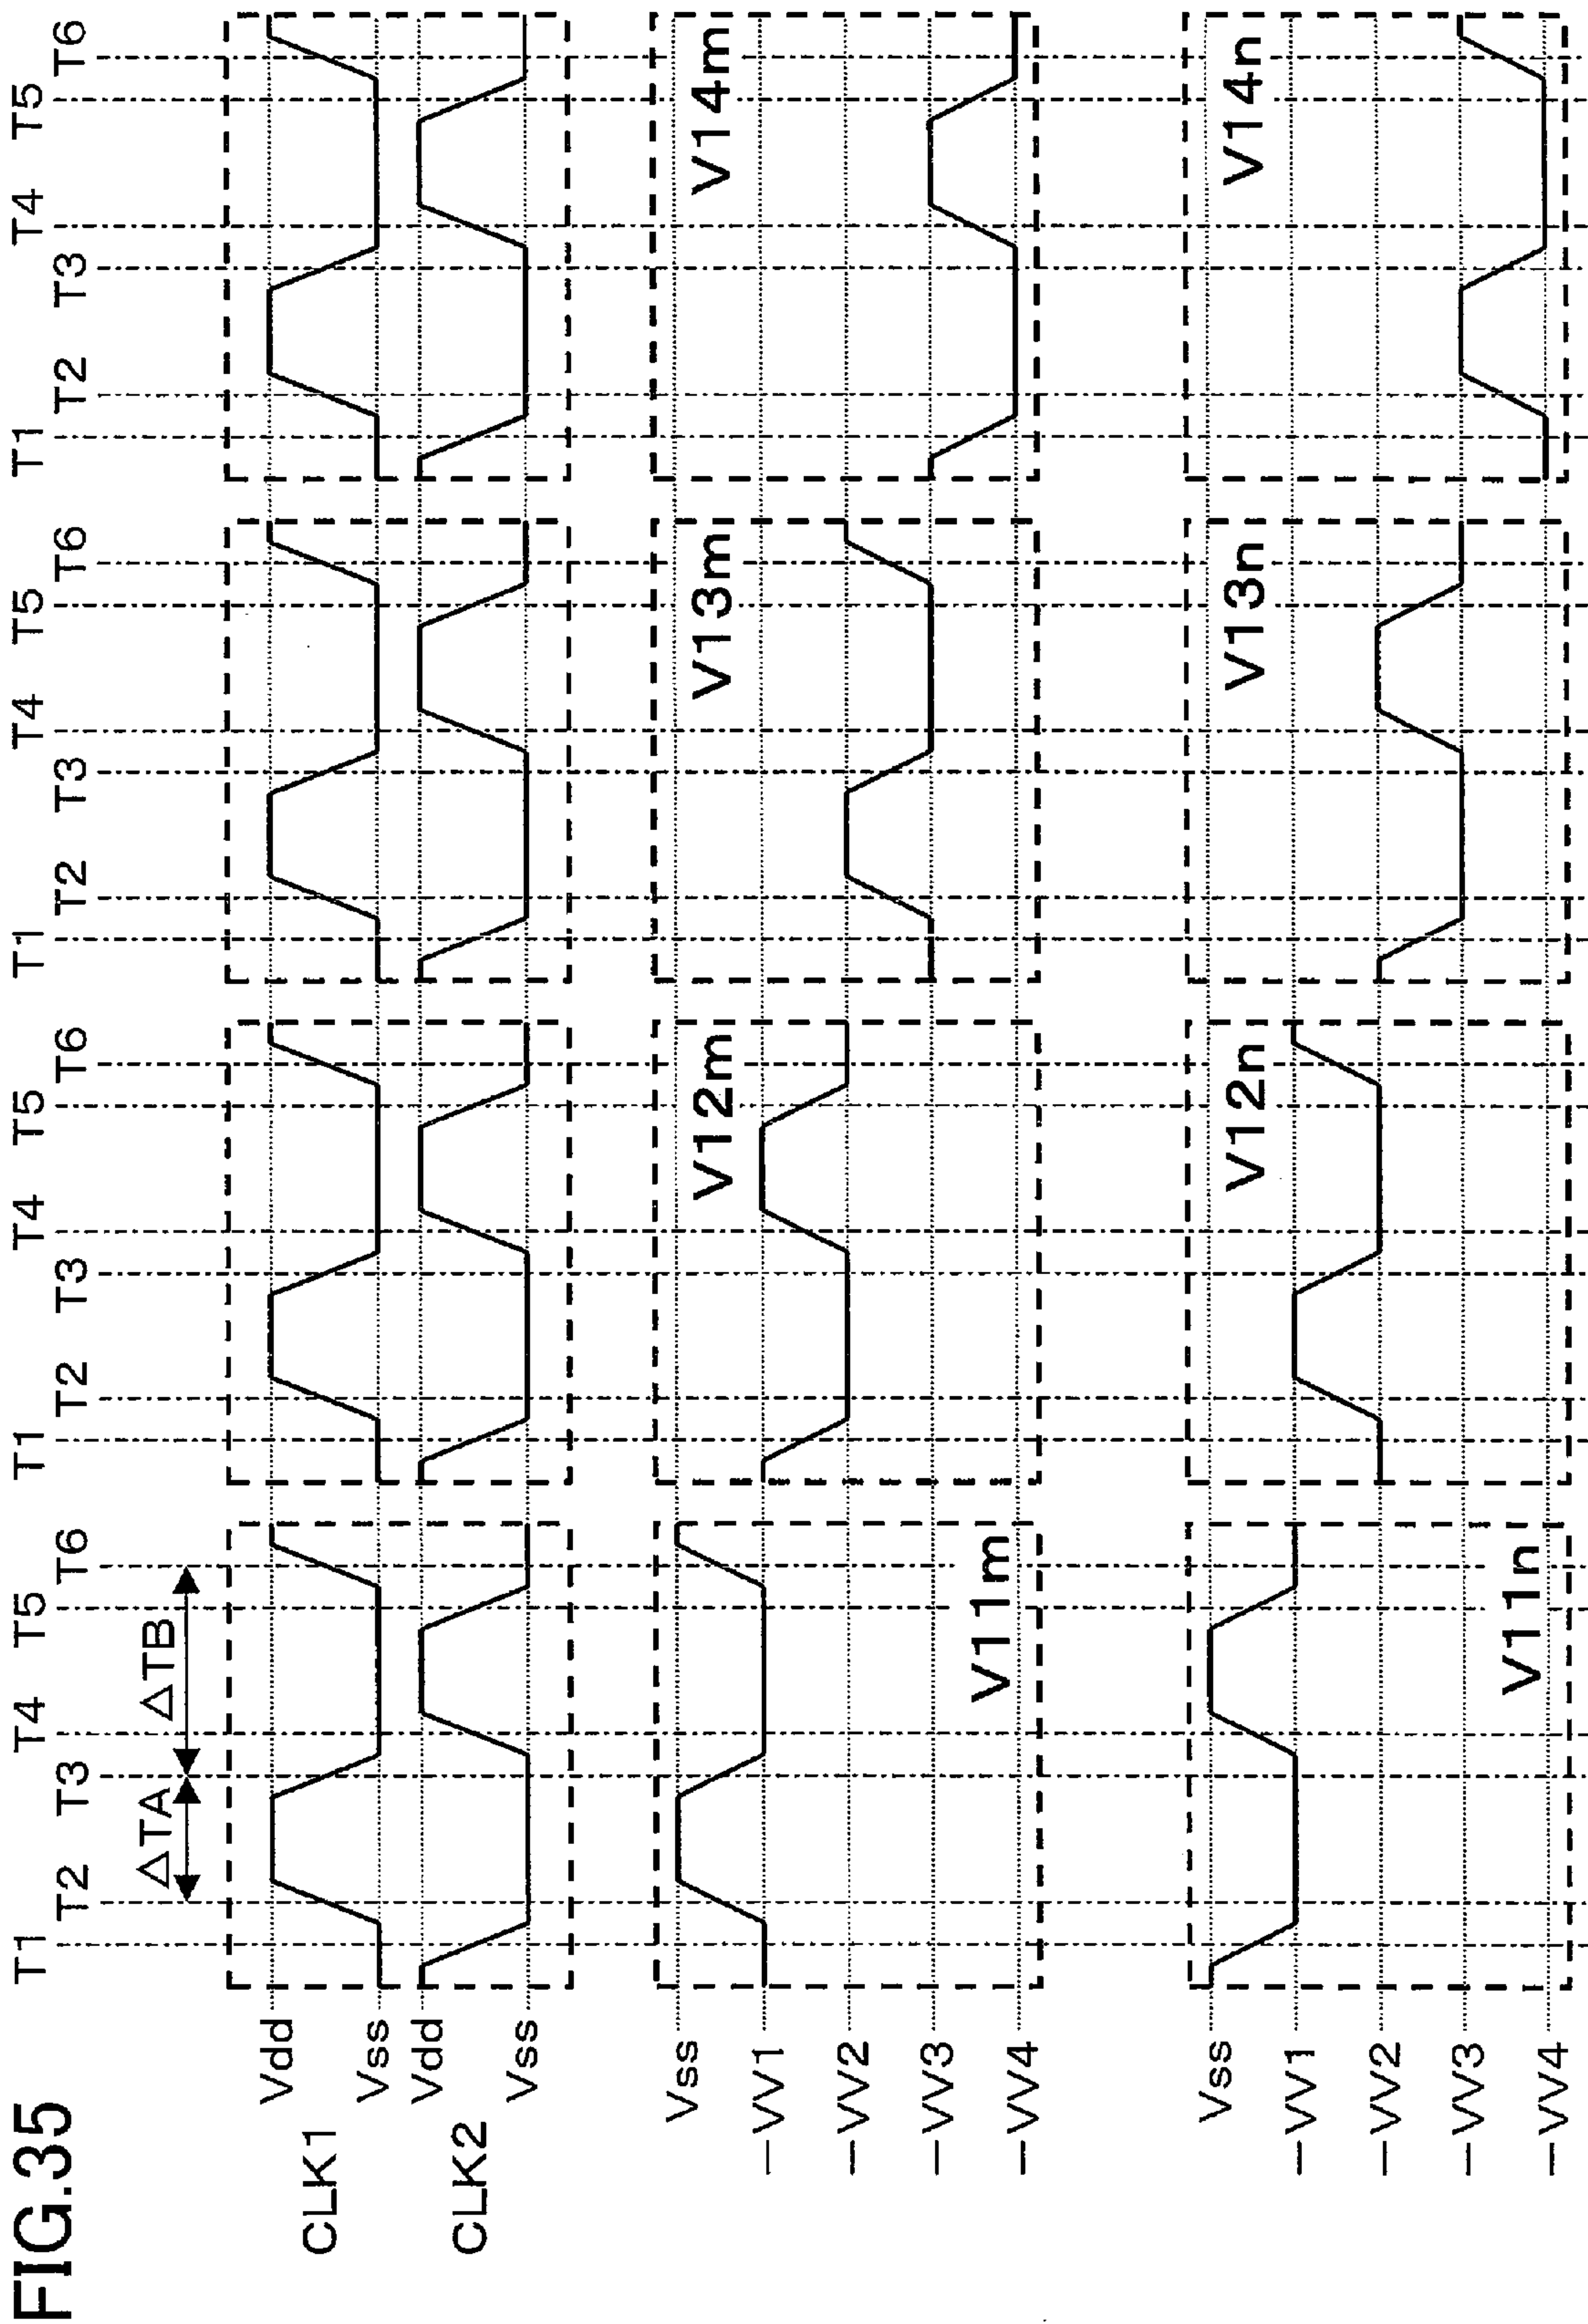 FIG.35
T1 T2 T3 T4 T5 T6 T1 T2 T3 T4 T5 T6 T1 T2 T3 T4 T5 T6 T1 T2 T3 T4 T5 T6
△TA △TB
CLK1 Vdd
Vss
CLK2 Vdd
Vss
Vss
V12m V13m V14m
-VV1
-VV2
-VV3
V11m
-VV4
Vss
V12n V13n V14n
-VV1
-VV2
-VV3
V11n
-VV4